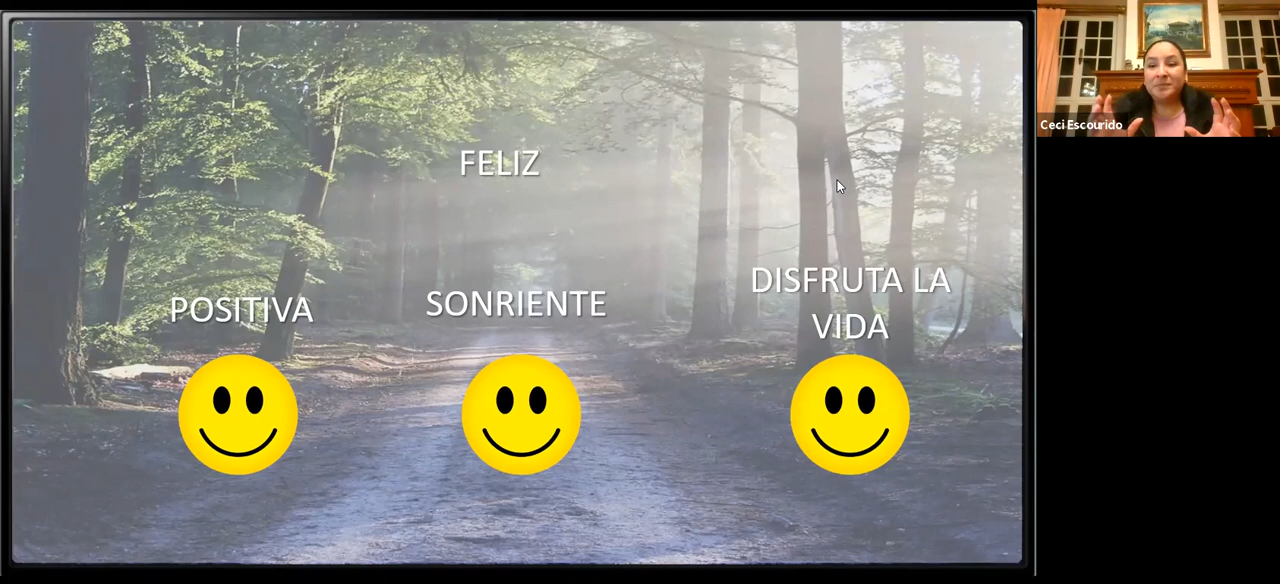 FELIZ
POSITIVA
SONRIENTE
DISFRUTA LA
VIDA
Ceci Escourido